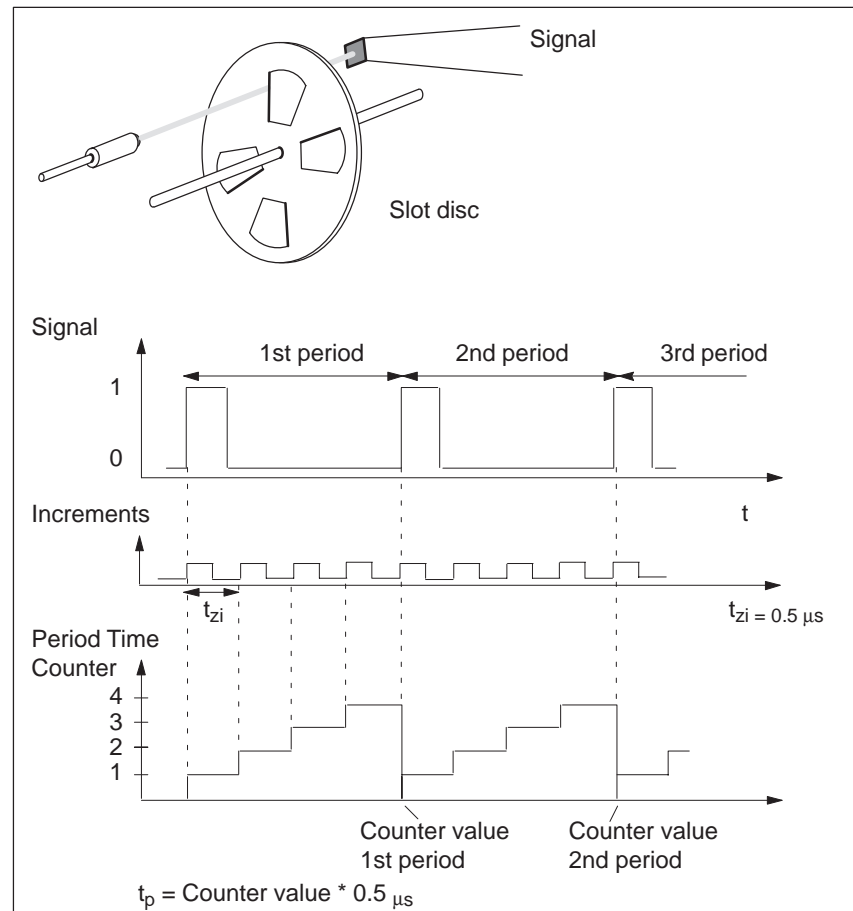 Signal
Slot disc
Signal
1st period 2nd period 3rd period
1
0
t
Increments
tzi
tzi = 0.5 μs
Period Time
Counter
4
3
2
1
Counter value
1st period
Counter value
2nd period
tp = Counter value * 0.5 μs